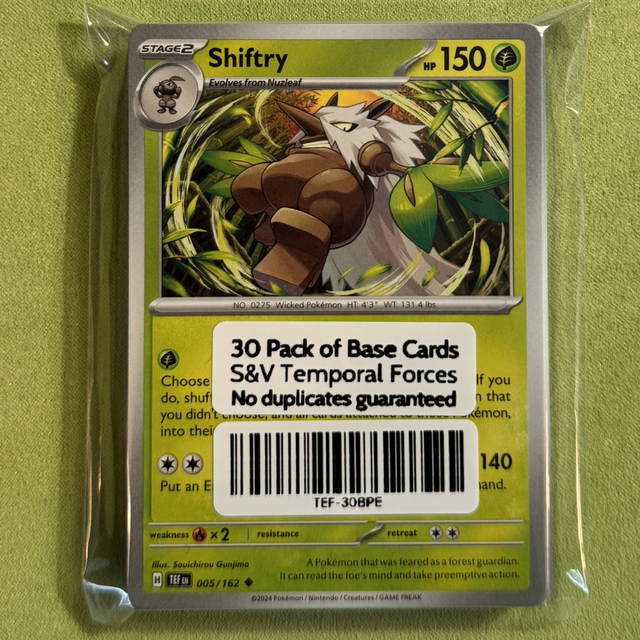 STAGE2
Shiftry
HP 150
Evolves from Nuzleaf
NO. 0275 Wicked Pokémon HT: 4'3" WT: 131.4 lbs.
30 Pack of Base Cards
S&V Temporal Forces
No duplicates guaranteed
Choose If you
do, shuf on that
you didn't choose, and all cards attached to those Pokémon,
into thei
140
Put an E hand.
TEF-30BPE
weakness ×2 resistance retreat
Illus. Souichirou Gunjima
A Pokémon that was feared as a forest guardian.
It can read the foe's mind and take preemptive action.
H TEF EN 005/162
©2024 Pokémon / Nintendo / Creatures / GAME FREAK